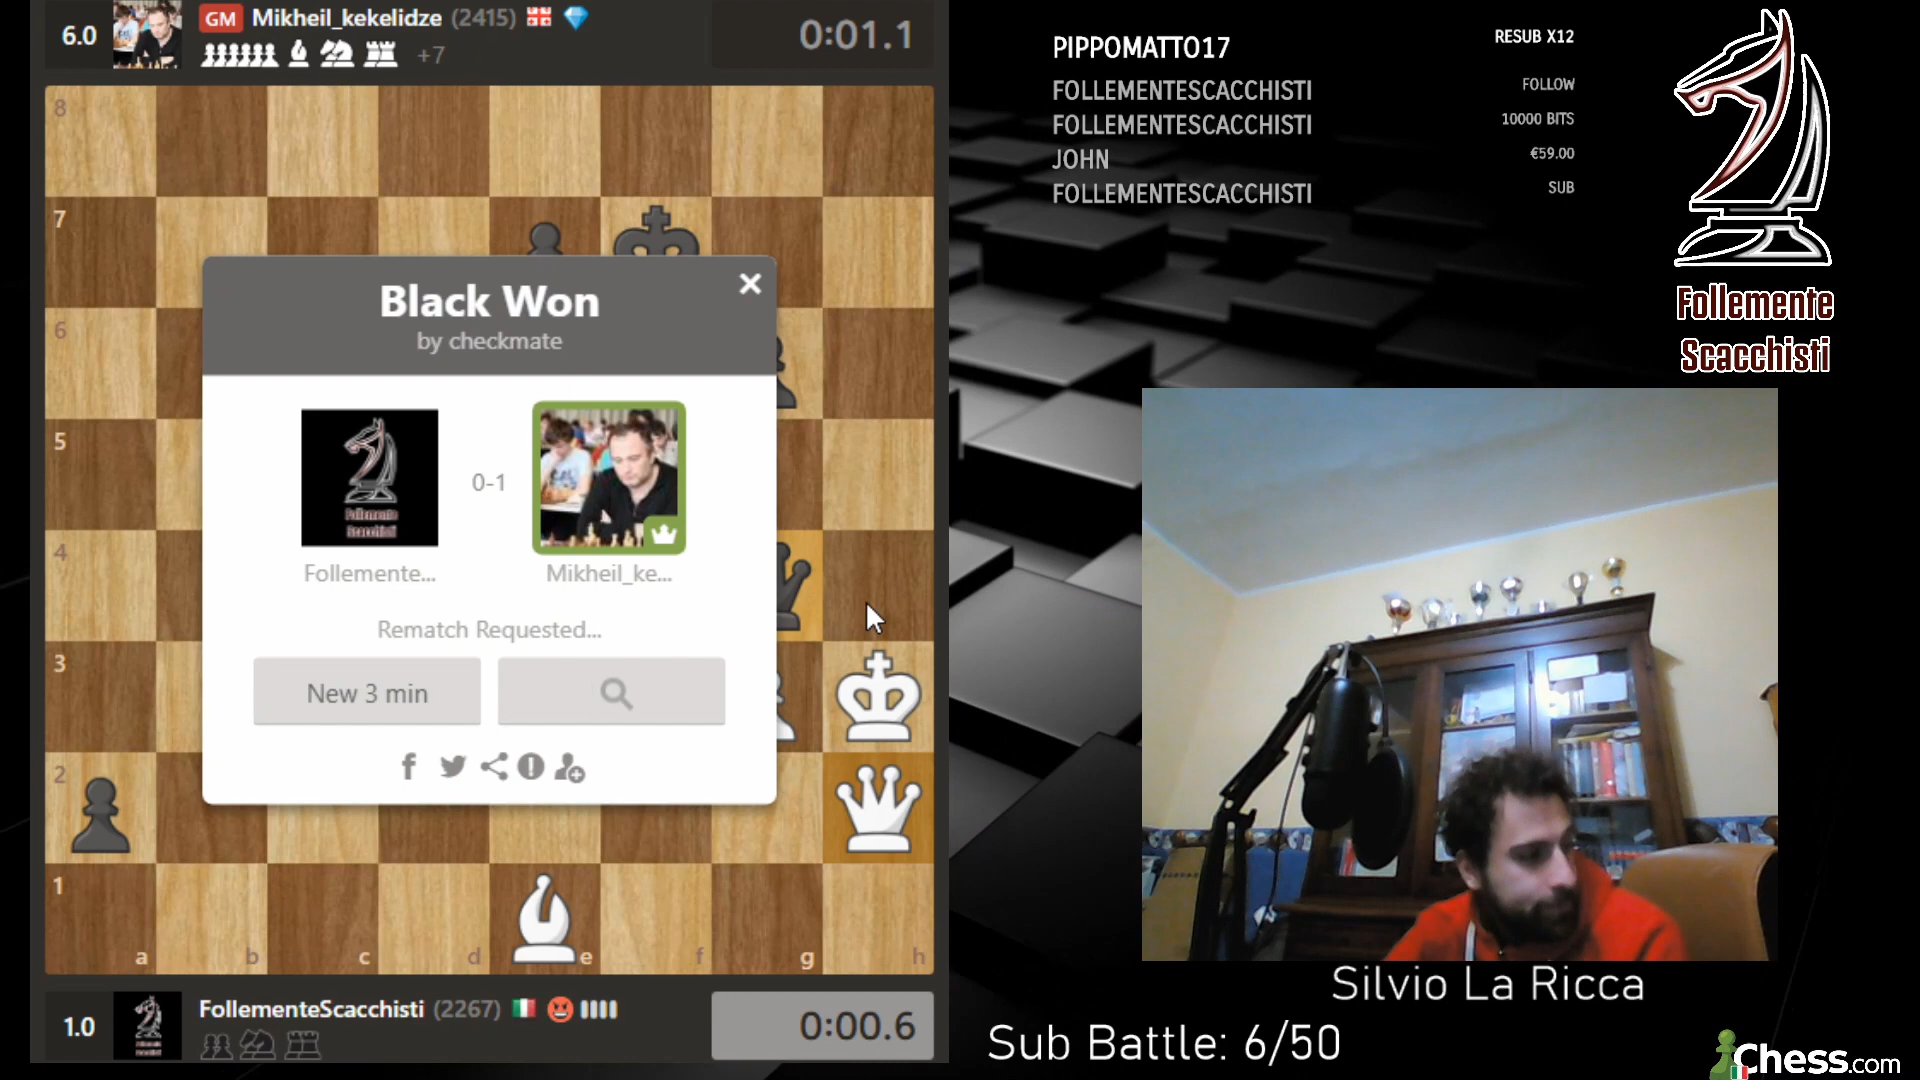 6.0
GM Mikheil_kekelidze (2415)
+7
0:01.1
8
7
6
5
4
3
2
1
a b c d e f g h
Black Won
by checkmate
0-1
Follemente...
Mikheil_ke...
Rematch Requested...
New 3 min
1.0
FollementeScacchisti (2267)
0:00.6
PIPPOMATTO17 RESUB X12
FOLLEMENTESCACCHISTI FOLLOW
FOLLEMENTESCACCHISTI 10000 BITS
JOHN €59.00
FOLLEMENTESCACCHISTI SUB
Follemente
Scacchisti
Silvio La Ricca
Sub Battle: 6/50
Chess.com